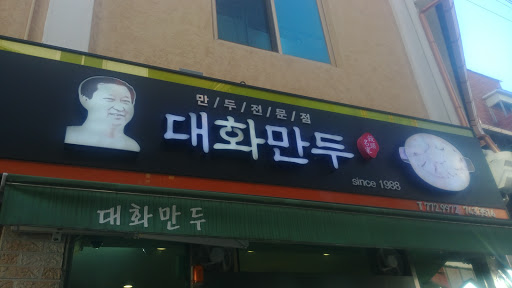 만/두/전/문/점
대화만두
since 1988
대화만두